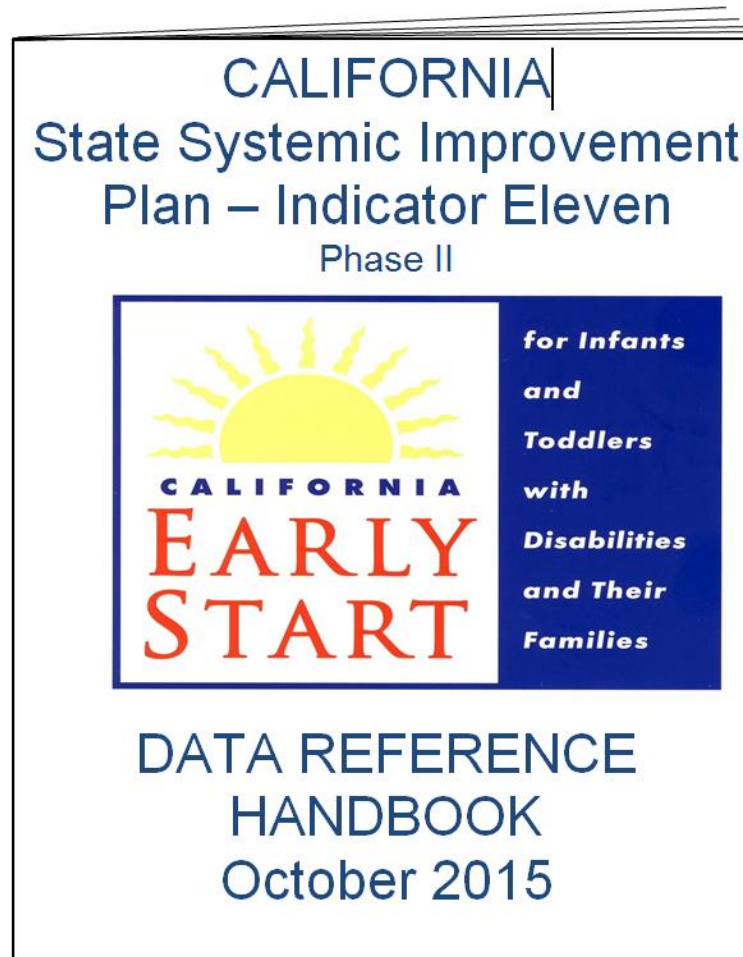 CALIFORNIA
State Systemic Improvement
Plan – Indicator Eleven
Phase II
CALIFORNIA
EARLY
START
for Infants
and
Toddlers
with
Disabilities
and Their
Families
DATA REFERENCE
HANDBOOK
October 2015